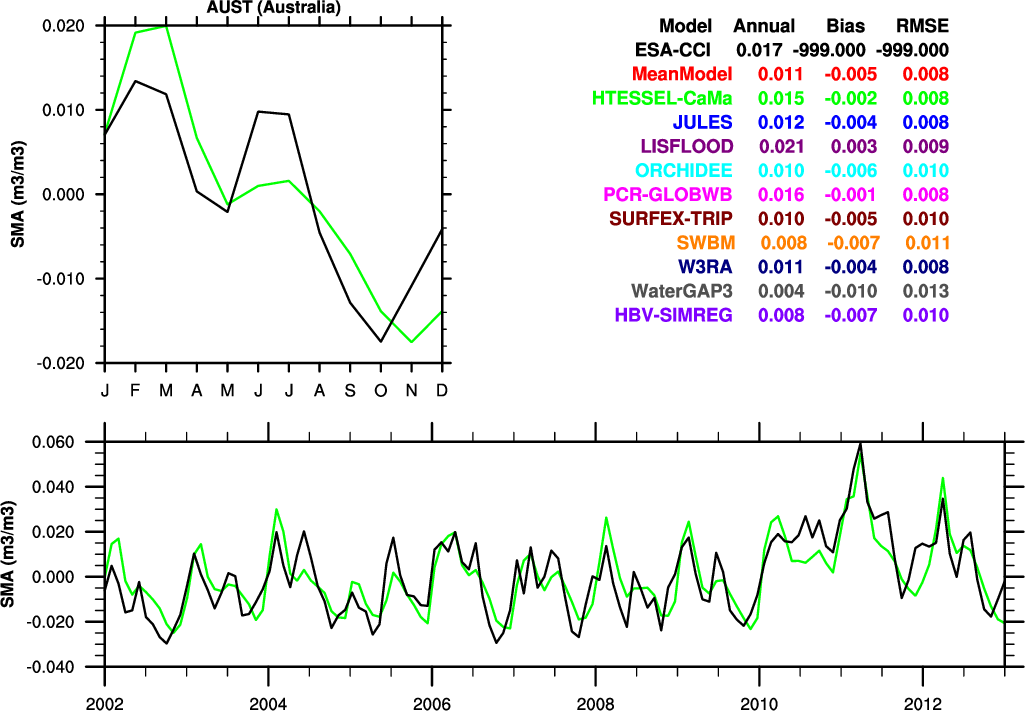 AUST (Australia)
0.020
0.010
0.000
-0.010
-0.020
SMA (m3/m3)
J F M A M J J A S O N D
Model Annual Bias RMSE
ESA-CCI 0.017 -999.000 -999.000
MeanModel 0.011 -0.005 0.008
HTESSEL-CaMa 0.015 -0.002 0.008
JULES 0.012 -0.004 0.008
LISFLOOD 0.021 0.003 0.009
ORCHIDEE 0.010 -0.006 0.010
PCR-GLOBWB 0.016 -0.001 0.008
SURFEX-TRIP 0.010 -0.005 0.010
SWBM 0.008 -0.007 0.011
W3RA 0.011 -0.004 0.008
WaterGAP3 0.004 -0.010 0.013
HBV-SIMREG 0.008 -0.007 0.010
0.060
0.040
0.020
0.000
-0.020
-0.040
SMA (m3/m3)
2002 2004 2006 2008 2010 2012